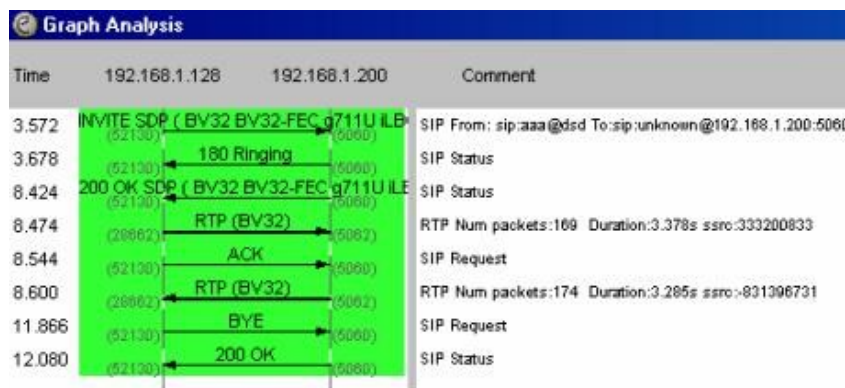 Graph Analysis
Time 192.168.1.128 192.168.1.200 Comment
3.572 INVITE SDP ( BV32 BV32-FEC g711U iLB SIP From: sip:aaa@dsd To:sip:unknown@192.168.1.200:5060
(52130) (5060)
3.678 180 Ringing SIP Status
(52130) (5060)
8.424 200 OK SDP ( BV32 BV32-FEC g711U iLE SIP Status
(52130) (5060)
8.474 RTP (BV32) RTP Num packets:169 Duration:3.378s ssrc:333200833
(28662) (5062)
8.544 ACK SIP Request
(52130) (5060)
8.600 RTP (BV32) RTP Num packets:174 Duration:3.285s ssrc:-831396731
(28662) (5062)
11.866 BYE SIP Request
(52130) (5060)
12.080 200 OK SIP Status
(52130) (5060)